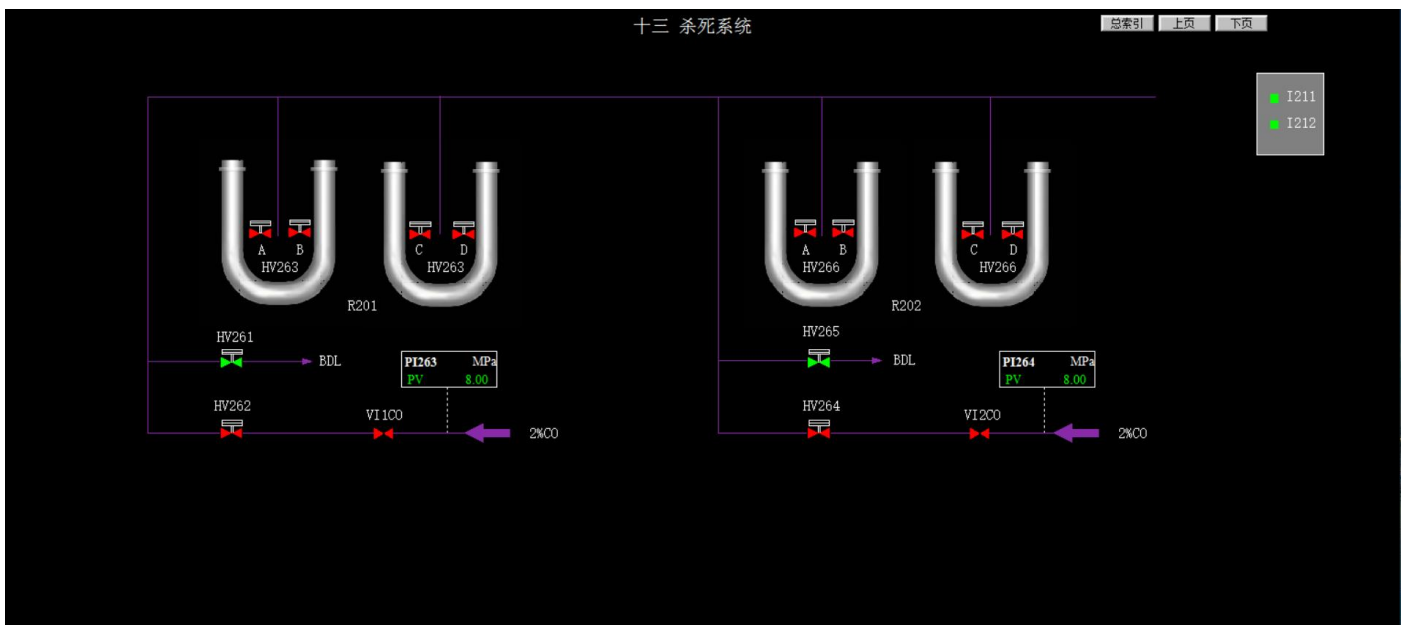 十三 杀死系统
总索引 上页 下页
I211
I212
A B
HV263
C D
HV263
A B
HV266
C D
HV266
R201
R202
HV261
BDL
PI263 MPa
PV 8.00
HV265
BDL
PI264 MPa
PV 8.00
HV262
VI1CO
2%CO
HV264
VI2CO
2%CO